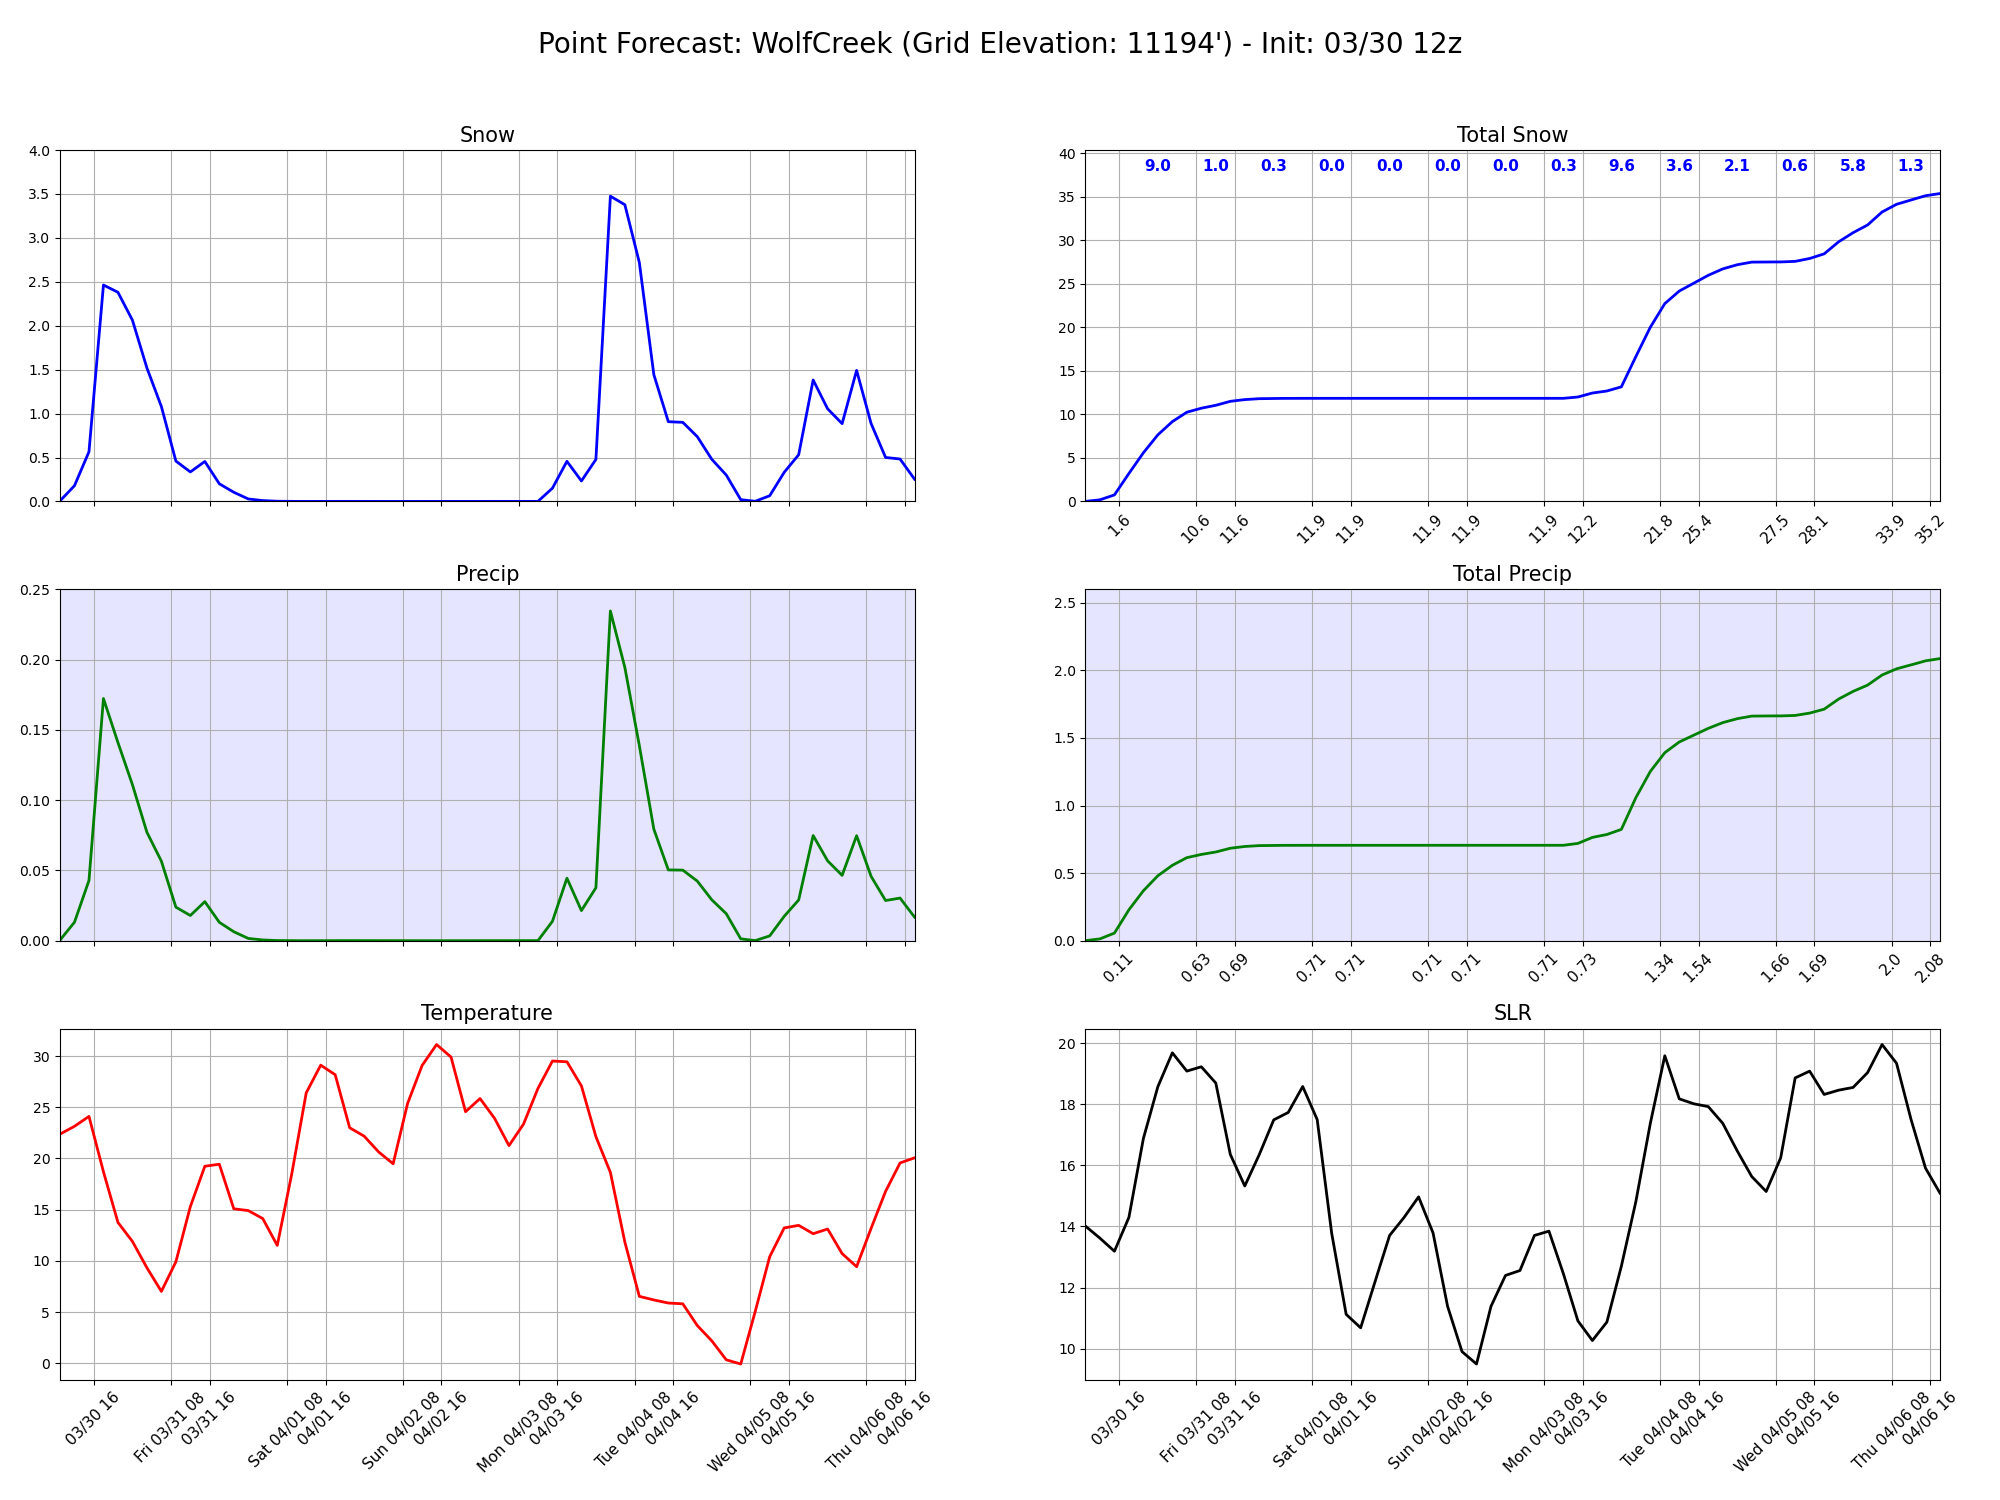 Point Forecast: WolfCreek (Grid Elevation: 11194') - Init: 03/30 12z
Snow
4.0
3.5
3.0
2.5
2.0
1.5
1.0
0.5
0.0
Total Snow
40
35
30
25
20
15
10
5
0
9.0 1.0 0.3 0.0 0.0 0.0 0.0 0.3 9.6 3.6 2.1 0.6 5.8 1.3
1.6 10.6 11.6 11.9 11.9 11.9 11.9 11.9 12.2 21.8 25.4 27.5 28.1 33.9 35.2
Precip
0.25
0.20
0.15
0.10
0.05
0.00
Total Precip
2.5
2.0
1.5
1.0
0.5
0.0
0.11 0.63 0.69 0.71 0.71 0.71 0.71 0.71 0.73 1.34 1.54 1.66 1.69 2.0 2.08
Temperature
30
25
20
15
10
5
0
03/30 16
Fri 03/31 08
03/31 16
Sat 04/01 08
04/01 16
Sun 04/02 08
04/02 16
Mon 04/03 08
04/03 16
Tue 04/04 08
04/04 16
Wed 04/05 08
04/05 16
Thu 04/06 08
04/06 16
SLR
20
18
16
14
12
10
03/30 16
Fri 03/31 08
03/31 16
Sat 04/01 08
04/01 16
Sun 04/02 08
04/02 16
Mon 04/03 08
04/03 16
Tue 04/04 08
04/04 16
Wed 04/05 08
04/05 16
Thu 04/06 08
04/06 16